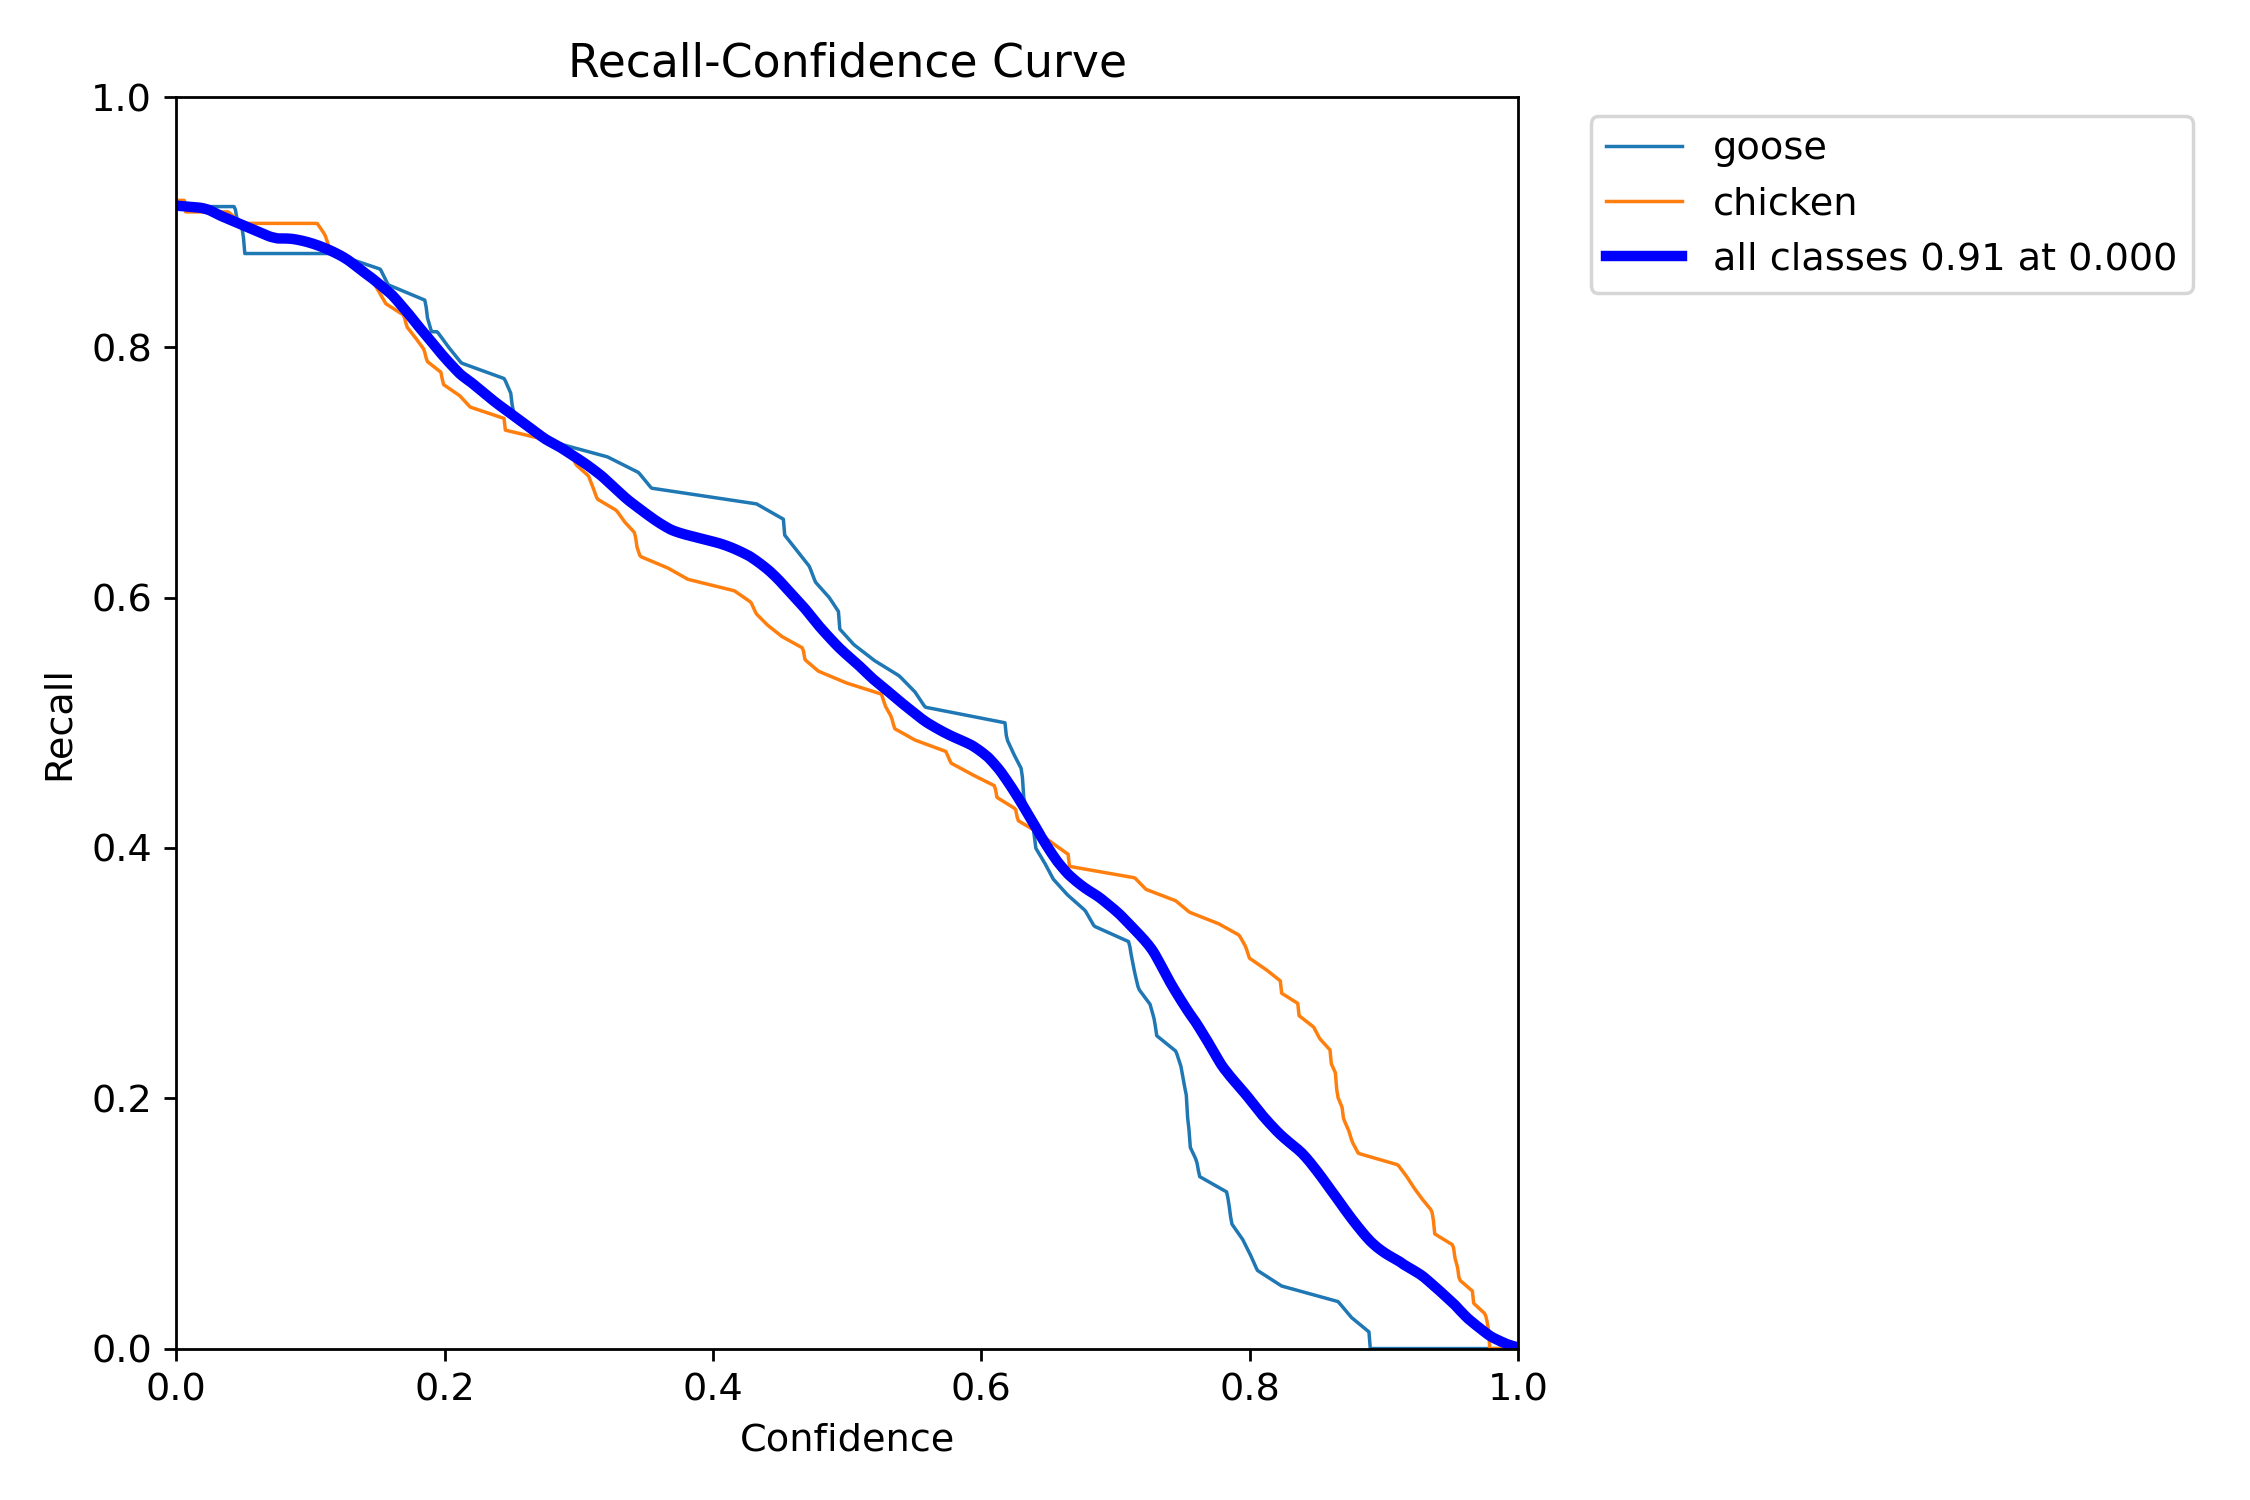 Recall-Confidence Curve
1.0
0.8
0.6
0.4
0.2
0.0
Recall
0.0 0.2 0.4 0.6 0.8 1.0
Confidence
goose
chicken
all classes 0.91 at 0.000